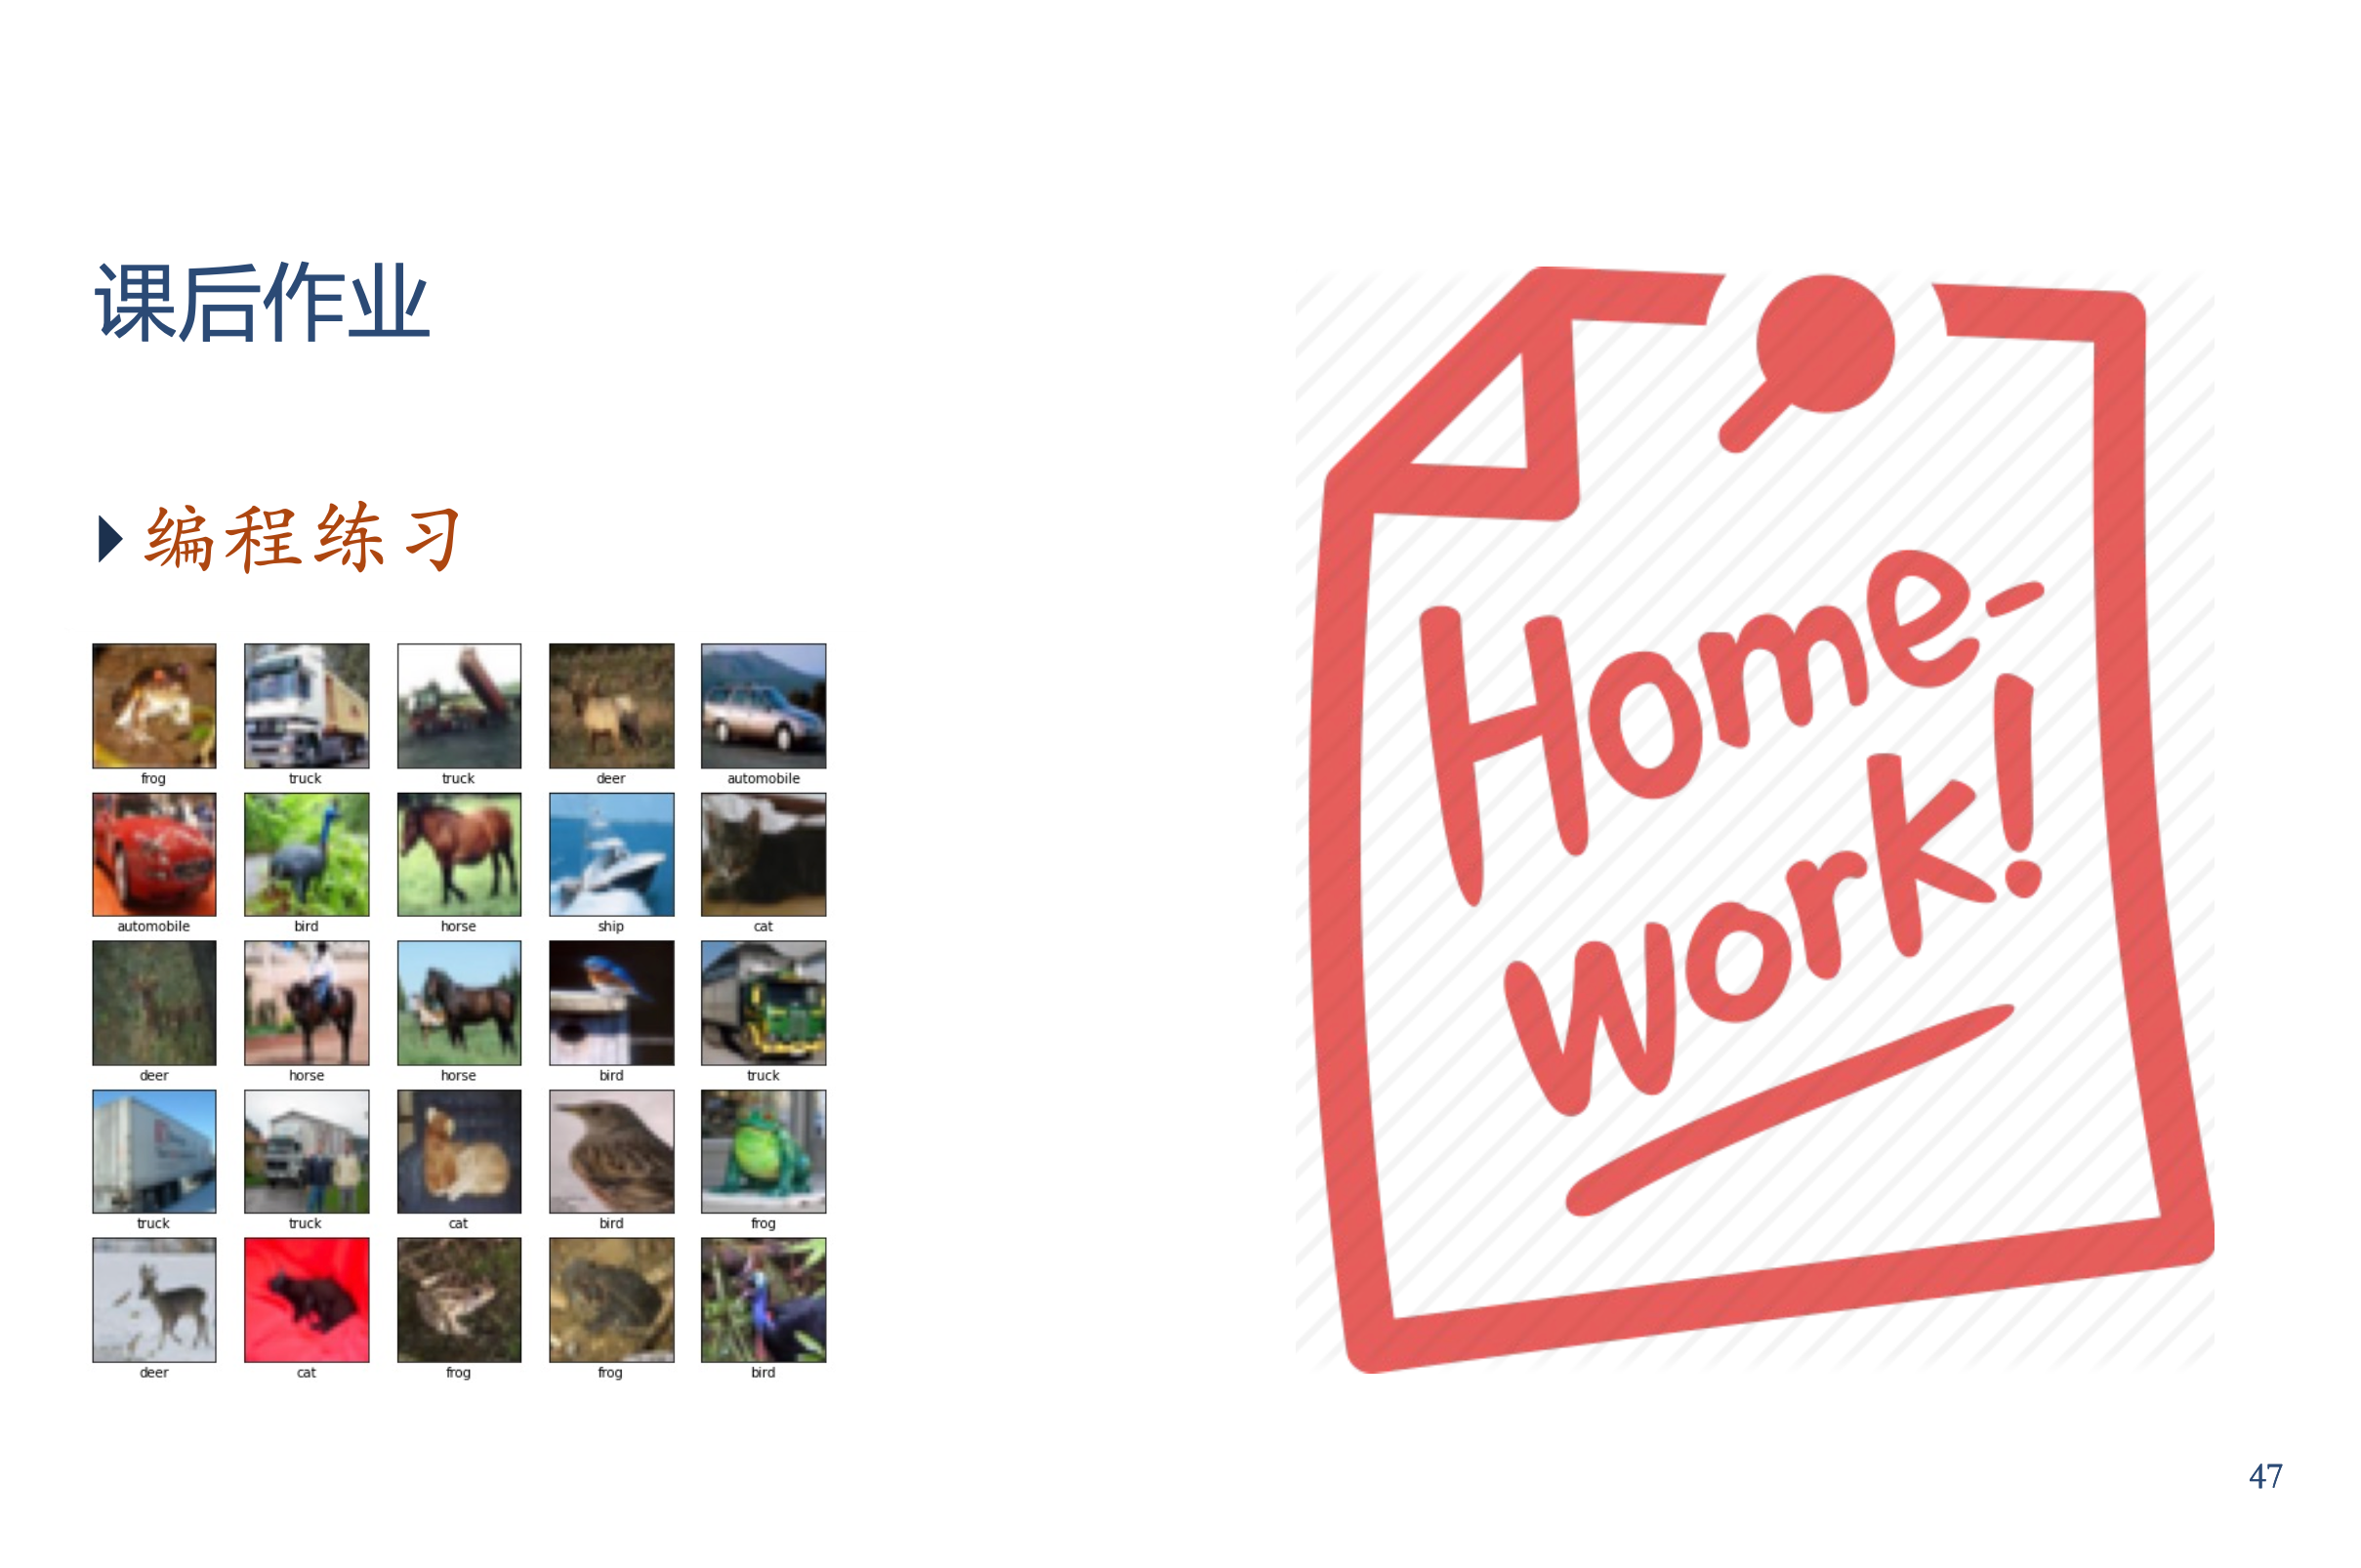 课后作业
编程练习
frog truck truck deer automobile
automobile bird horse ship cat
deer horse horse bird truck
truck truck cat bird frog
deer cat frog frog bird
Home-
work!
47